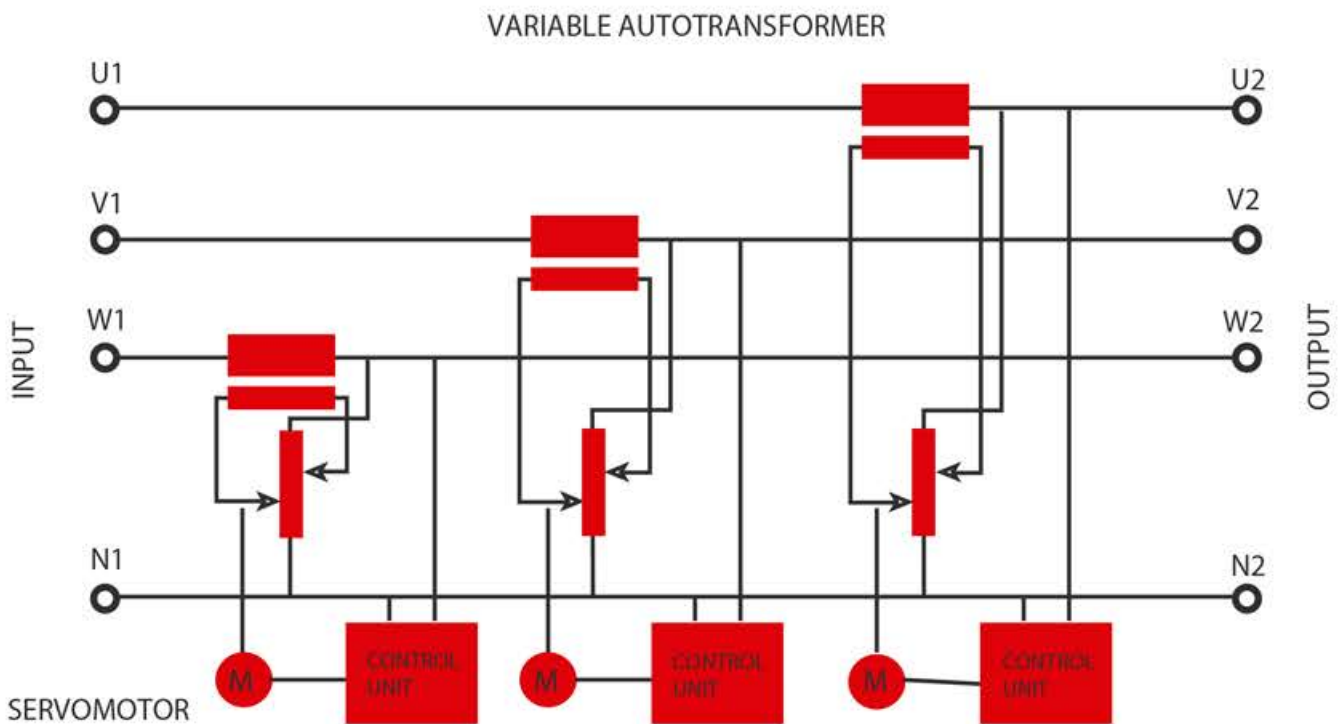 VARIABLE AUTOTRANSFORMER
U1
U2
V1
V2
W1
W2
INPUT
OUTPUT
N1
N2
CONTROL
UNIT
CONTROL
UNIT
CONTROL
UNIT
M
M
M
SERVOMOTOR